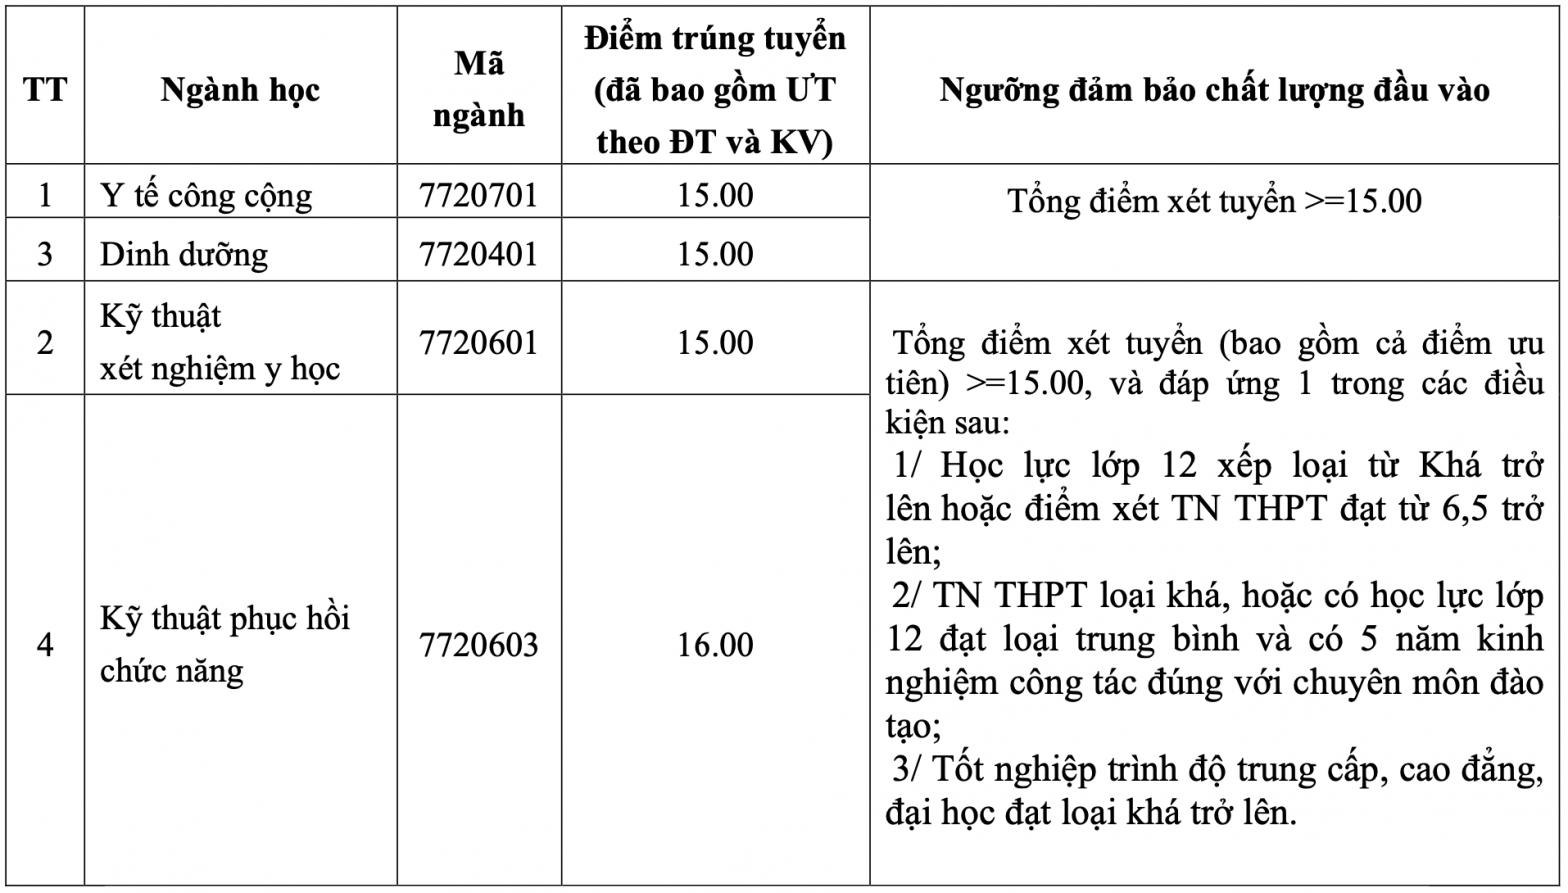 TT
Ngành học
Mã
ngành
Điểm trúng tuyển
(đã bao gồm ƯT
theo ĐT và KV)
Ngưỡng đảm bảo chất lượng đầu vào
1
Y tế công cộng
7720701
15.00
Tổng điểm xét tuyển >=15.00
3
Dinh dưỡng
7720401
15.00
2
Kỹ thuật
xét nghiệm y học
7720601
15.00
Tổng điểm xét tuyển (bao gồm cả điểm ưu
tiên) >=15.00, và đáp ứng 1 trong các điều
kiện sau:
1/ Học lực lớp 12 xếp loại từ Khá trở
lên hoặc điểm xét TN THPT đạt từ 6,5 trở
lên;
2/ TN THPT loại khá, hoặc có học lực lớp
12 đạt loại trung bình và có 5 năm kinh
nghiệm công tác đúng với chuyên môn đào
tạo;
3/ Tốt nghiệp trình độ trung cấp, cao đẳng,
đại học đạt loại khá trở lên.
4
Kỹ thuật phục hồi
chức năng
7720603
16.00